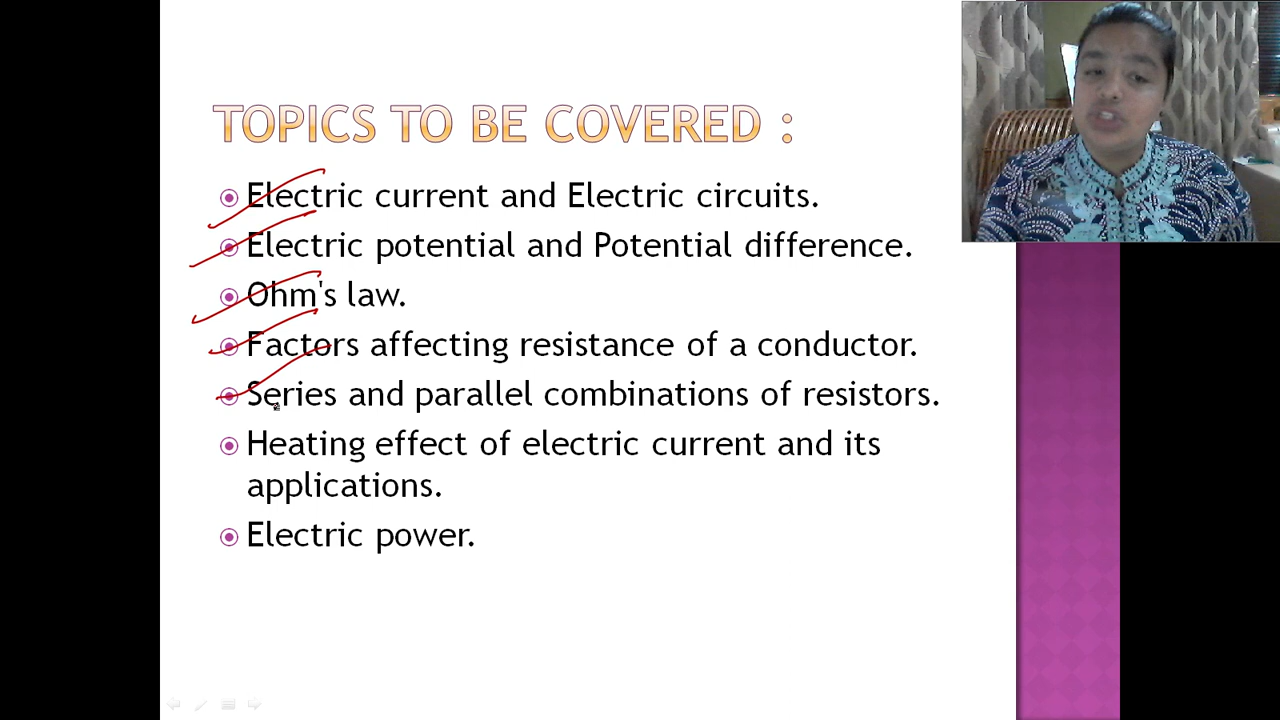 TOPICS TO BE COVERED :
Electric current and Electric circuits.
Electric potential and Potential difference.
Ohm's law.
Factors affecting resistance of a conductor.
Series and parallel combinations of resistors.
Heating effect of electric current and its
applications.
Electric power.